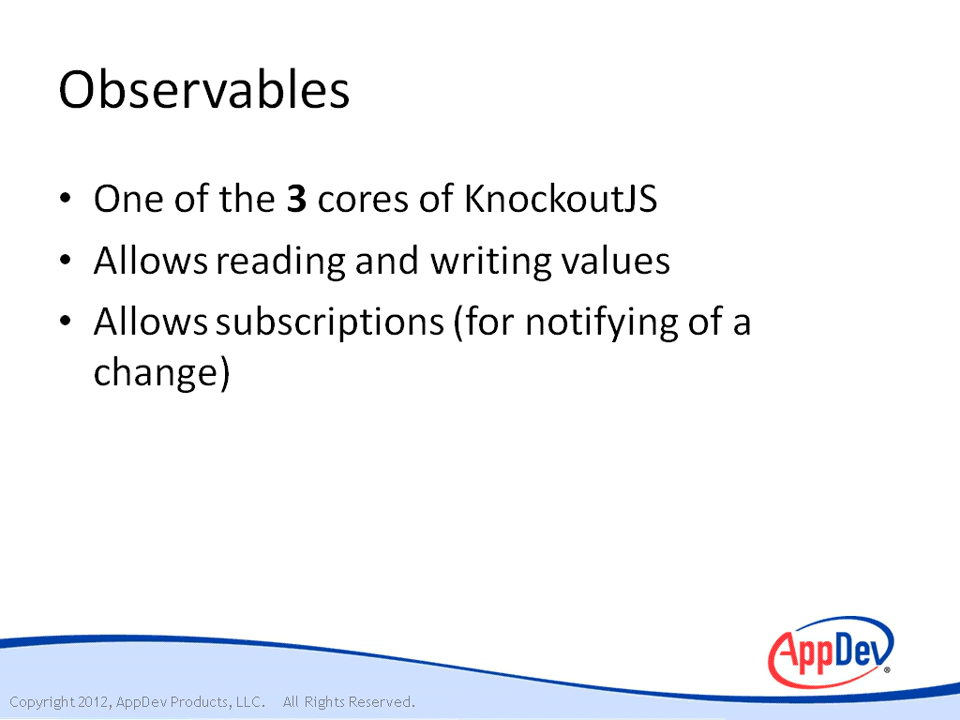 Observables
• One of the 3 cores of KnockoutJS
• Allows reading and writing values
• Allows subscriptions (for notifying of a
change)
AppDev®
Copyright 2012, AppDev Products, LLC. All Rights Reserved.